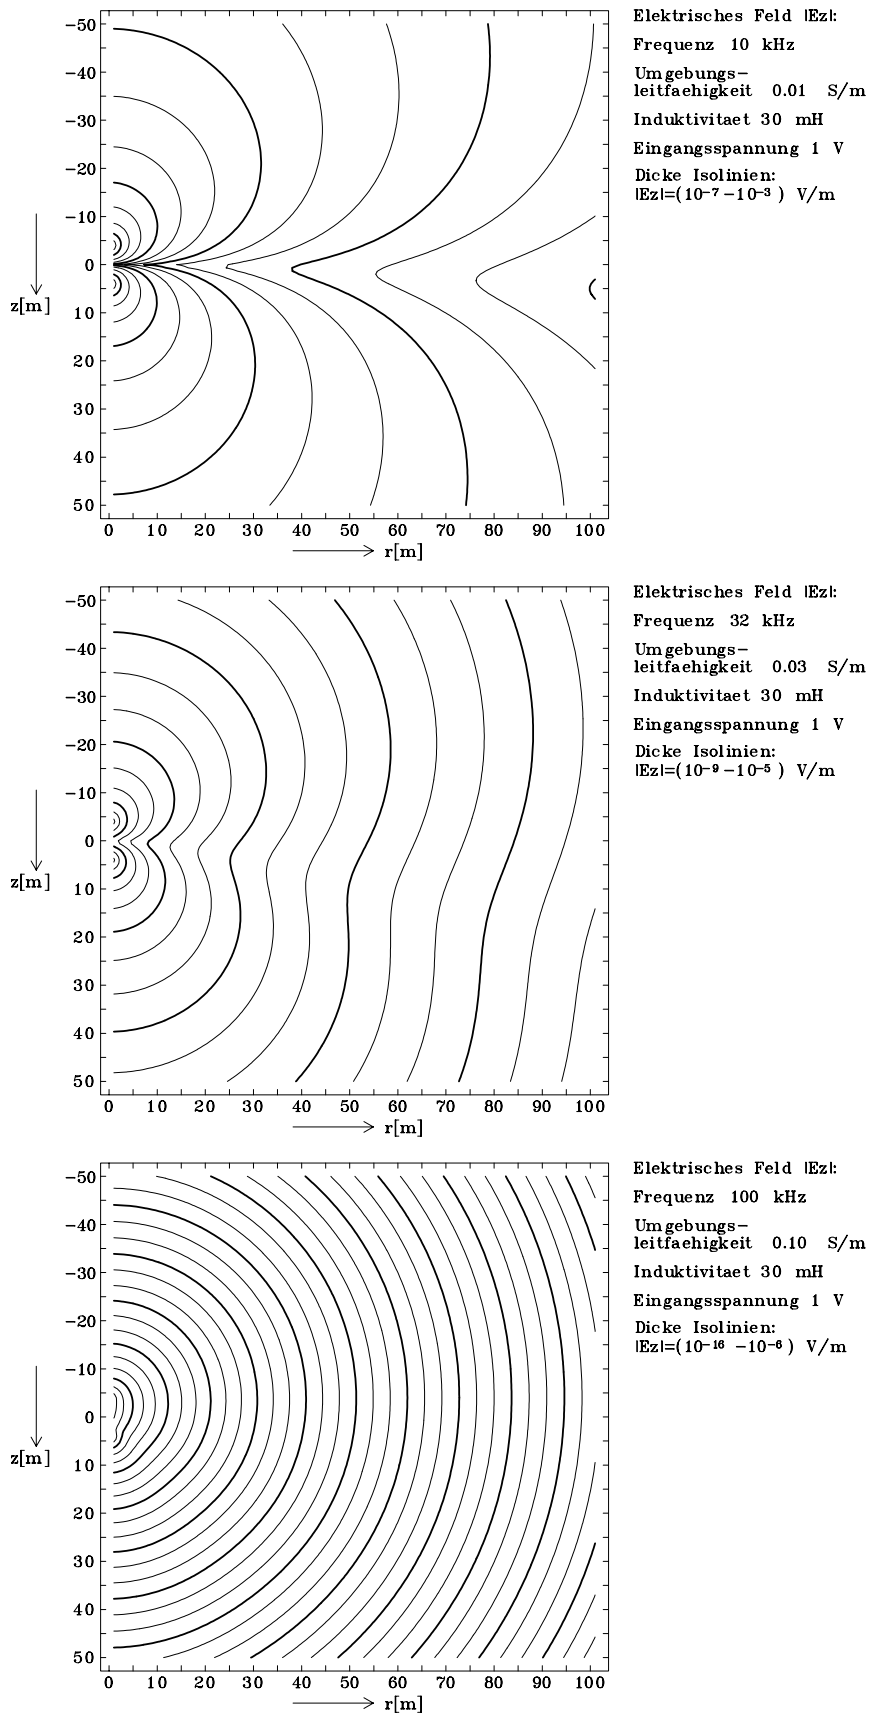 Elektrisches Feld |Ez|:
Frequenz 10 kHz
Umgebungs–
leitfaehigkeit 0.01 S/m
Induktivitaet 30 mH
Eingangsspannung 1 V
Dicke Isolinien:
|Ez|=(10⁻⁷–10⁻³) V/m
−50
−40
−30
−20
−10
0
10
20
30
40
50
z[m]
0 10 20 30 40 50 60 70 80 90 100
r[m]
Elektrisches Feld |Ez|:
Frequenz 32 kHz
Umgebungs–
leitfaehigkeit 0.03 S/m
Induktivitaet 30 mH
Eingangsspannung 1 V
Dicke Isolinien:
|Ez|=(10⁻⁹–10⁻⁵) V/m
−50
−40
−30
−20
−10
0
10
20
30
40
50
z[m]
0 10 20 30 40 50 60 70 80 90 100
r[m]
Elektrisches Feld |Ez|:
Frequenz 100 kHz
Umgebungs–
leitfaehigkeit 0.10 S/m
Induktivitaet 30 mH
Eingangsspannung 1 V
Dicke Isolinien:
|Ez|=(10⁻¹⁶ –10⁻⁶) V/m
−50
−40
−30
−20
−10
0
10
20
30
40
50
z[m]
0 10 20 30 40 50 60 70 80 90 100
r[m]